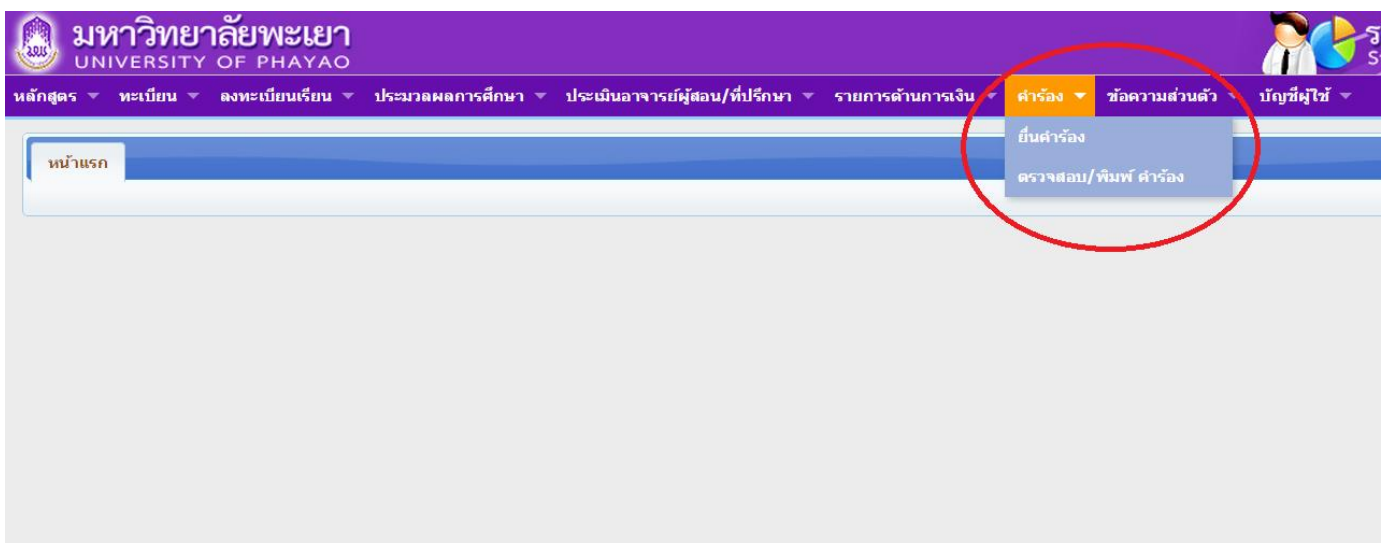 มหาวิทยาลัยพะเยา
UNIVERSITY OF PHAYAO
หลักสูตร ทะเบียน ลงทะเบียนเรียน ประมวลผลการศึกษา ประเมินอาจารย์ผู้สอน/ที่ปรึกษา รายการด้านการเงิน คำร้อง ข้อความส่วนตัว บัญชีผู้ใช้
หน้าแรก
ยื่นคำร้อง
ตรวจสอบ/พิมพ์ คำร้อง